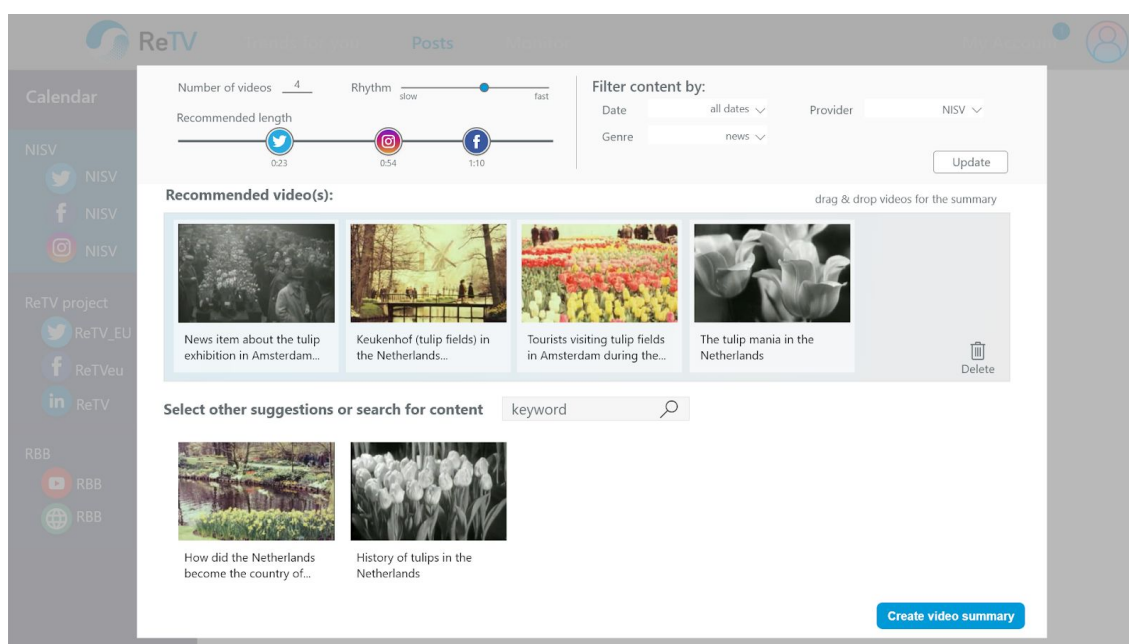 ReTV
Trends for you
Posts
Calendar
NISV
NISV
NISV
NISV
ReTV project
ReTV_EU
ReTVeu
ReTV
RBB
RBB
RBB
Number of videos 4
Rhythm
slow
fast
Recommended length
0:23
0:54
1:10
Filter content by:
Date
all dates
Provider
NISV
Genre
news
Update
Recommended video(s):
drag & drop videos for the summary
News item about the tulip
exhibition in Amsterdam...
Keukenhof (tulip fields) in
the Netherlands...
Tourists visiting tulip fields
in Amsterdam during the...
The tulip mania in the
Netherlands
Delete
Select other suggestions or search for content
keyword
How did the Netherlands
become the country of...
History of tulips in the
Netherlands
Create video summary